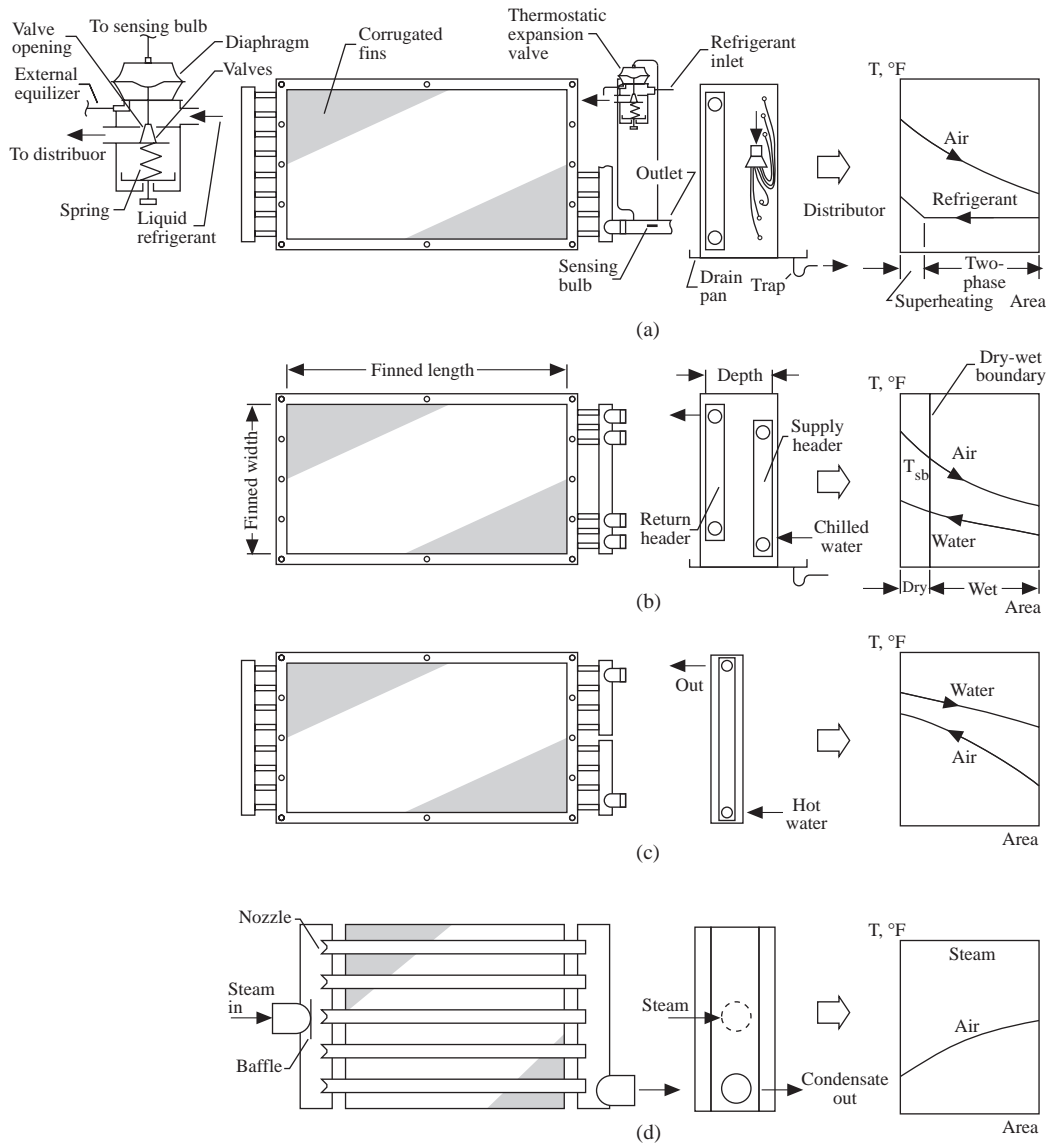 To sensing bulb
Valve
opening
Diaphragm
External
equilizer
Valves
To distribuor
Spring
Liquid
refrigerant
Corrugated
fins
Thermostatic
expansion
valve
Refrigerant
inlet
Outlet
Sensing
bulb
Drain
pan
Trap
Distributor
T, °F
Air
Refrigerant
Two-
phase
Superheating
Area
(a)
Finned length
Finned width
Depth
Supply
header
Return
header
Chilled
water
T, °F
Dry-wet
boundary
Air
Tsb
Water
Dry
Wet
Area
(b)
Out
Hot
water
T, °F
Water
Air
Area
(c)
Nozzle
Steam
in
Baffle
Steam
Condensate
out
T, °F
Steam
Air
Area
(d)